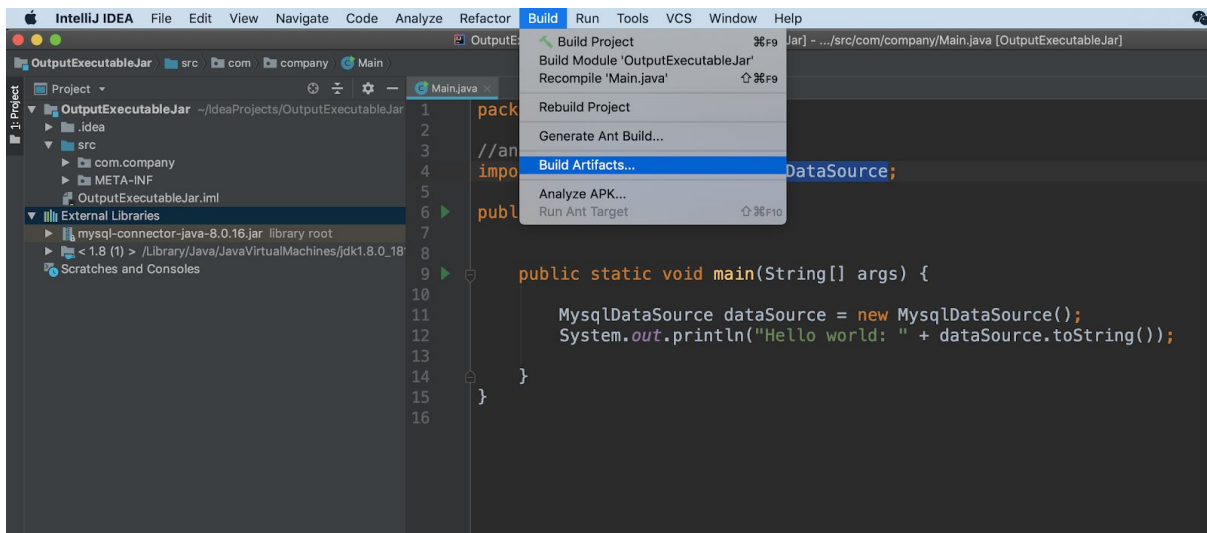 IntelliJ IDEA File Edit View Navigate Code Analyze Refactor Build Run Tools VCS Window Help
OutputE Jar] - .../src/com/company/Main.java [OutputExecutableJar]
OutputExecutableJar src com company Main
Build Project ⌘F9
Build Module 'OutputExecutableJar'
Recompile 'Main.java' ⇧⌘F9
Rebuild Project
Generate Ant Build...
Build Artifacts...
Analyze APK...
Run Ant Target ⇧⌘F10
1: Project
Project
OutputExecutableJar ~/IdeaProjects/OutputExecutableJar
.idea
src
com.company
META-INF
OutputExecutableJar.iml
External Libraries
mysql-connector-java-8.0.16.jar library root
< 1.8 (1) > /Library/Java/JavaVirtualMachines/jdk1.8.0_18
Scratches and Consoles
Main.java
1 pack
2
3 //an
4 impo DataSource;
5
6 publ
7
8
9 public static void main(String[] args) {
10
11 MysqlDataSource dataSource = new MysqlDataSource();
12 System.out.println("Hello world: " + dataSource.toString());
13
14 }
15 }
16